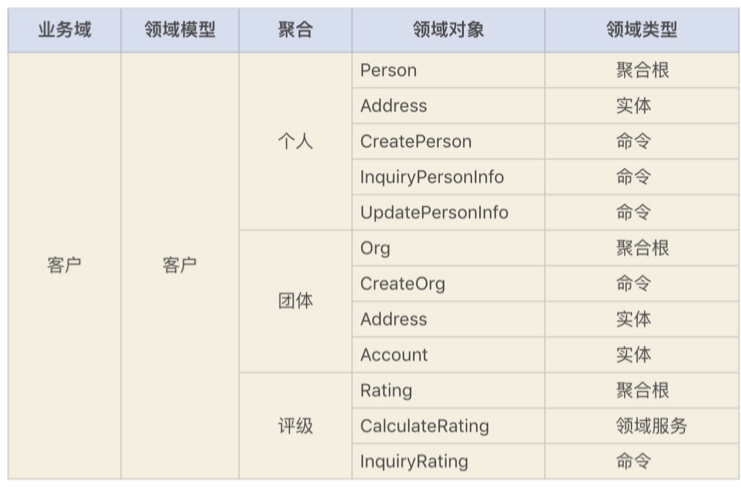 业务域 领域模型 聚合 领域对象 领域类型
Person 聚合根
Address 实体
个人 CreatePerson 命令
InquiryPersonInfo 命令
UpdatePersonInfo 命令
Org 聚合根
客户 客户
团体 CreateOrg 命令
Address 实体
Account 实体
Rating 聚合根
评级 CalculateRating 领域服务
InquiryRating 命令